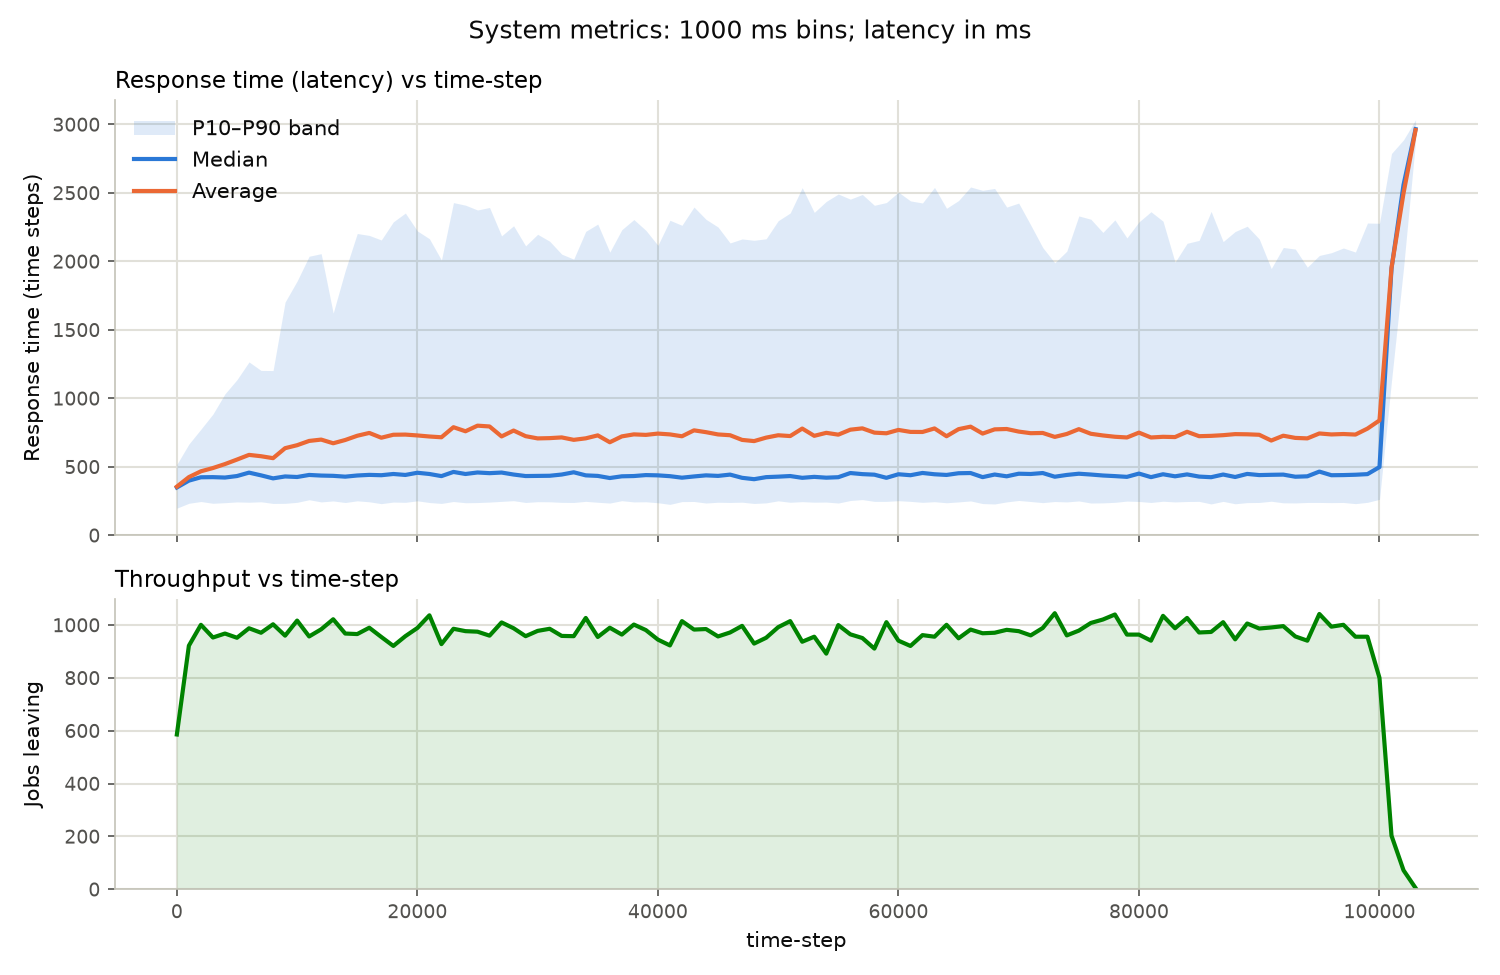 System metrics: 1000 ms bins; latency in ms
Response time (latency) vs time-step
P10–P90 band
Median
Average
Response time (time steps)
3000
2500
2000
1500
1000
500
0
Throughput vs time-step
Jobs leaving
1000
800
600
400
200
0
0
20000
40000
60000
80000
100000
time-step